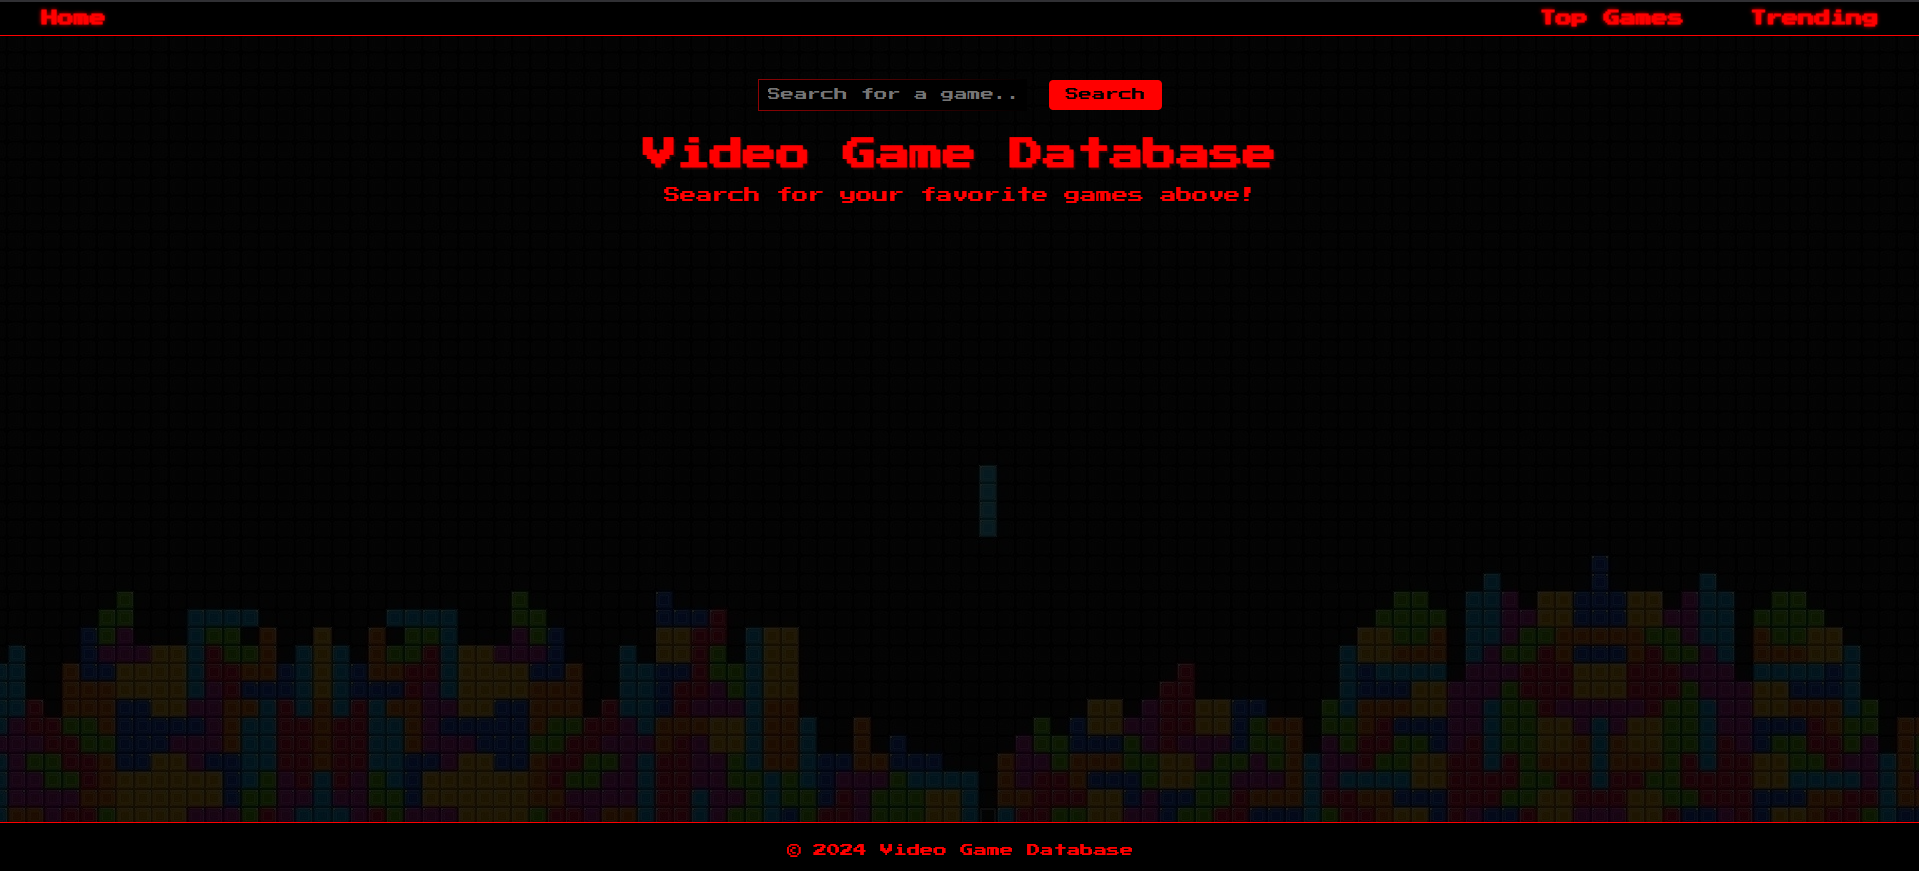 Home Top Games Trending
Search for a game.. Search
Video Game Database
Search for your favorite games above!
© 2024 Video Game Database